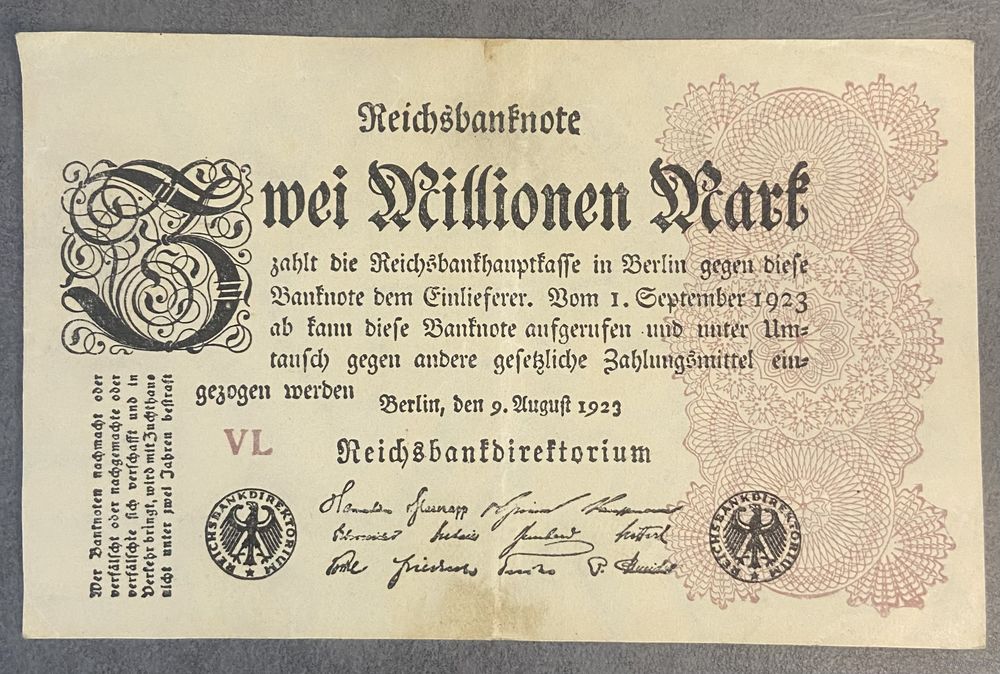 Reichsbanknote
Zwei Millionen Mark
zahlt die Reichsbankhauptkasse in Berlin gegen diese
Banknote dem Einlieferer. Vom 1. September 1923
ab kann diese Banknote aufgerufen und unter Um-
tausch gegen andere gesetzliche Zahlungsmittel ein-
gezogen werden
Berlin, den 9. August 1923
Reichsbankdirektorium
VL
Wer Banknoten nachmacht oder
verfälscht oder nachgemachte oder
verfälschte sich verschafft und in
Verkehr bringt, wird mit Zuchthaus
nicht unter zwei Jahren bestraft
REICHSBANKDIREKTORIUM
REICHSBANKDIREKTORIUM